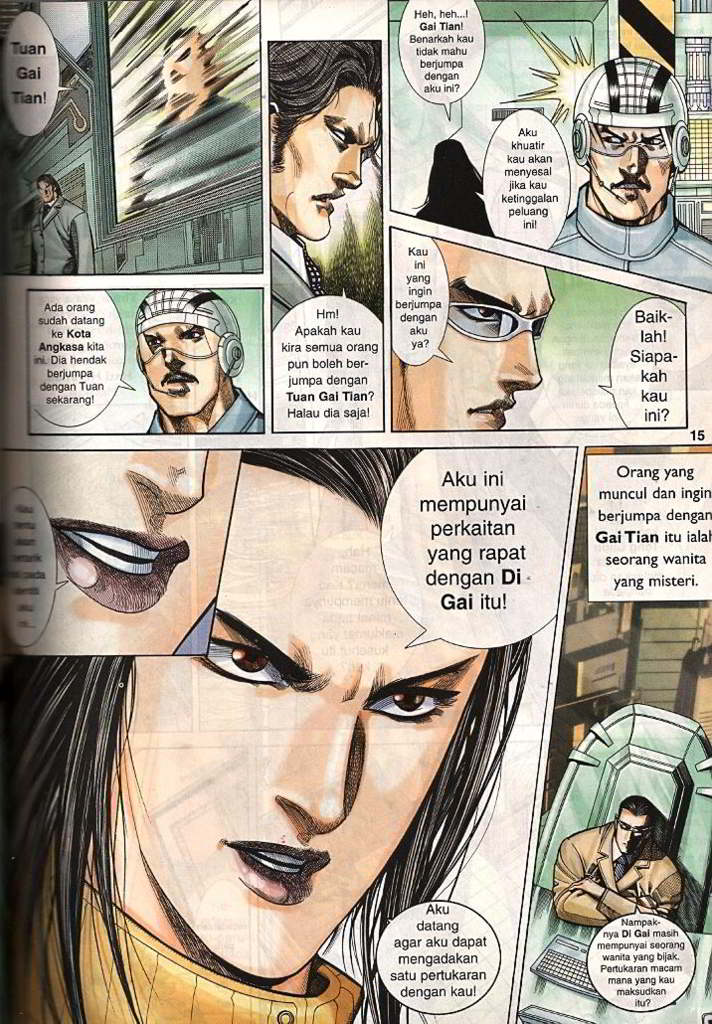 Tuan
Gai
Tian!
Ada orang
sudah datang
ke Kota
Angkasa kita
ini. Dia hendak
berjumpa
dengan Tuan
sekarang!
Hm!
Apakah kau
kira semua orang
pun boleh ber-
jumpa dengan
Tuan Gai Tian?
Halau dia saja!
Heh, heh...!
Gai Tian!
Benarkah kau
tidak mahu
berjumpa
dengan
aku ini?
Aku
khuatir
kau akan
menyesal
jika kau
ketinggalan
peluang
ini!
Kau
ini yang
ingin
berjumpa
dengan
aku
ya?
Baik-
lah!
Siapa-
kah
kau
ini?
15
Aku ini
mempunyai
perkaitan
yang rapat
dengan Di
Gai itu!
Orang yang
muncul dan ingin
berjumpa dengan
Gai Tian itu ialah
seorang wanita
yang misteri.
Aku
datang
agar aku dapat
mengadakan
satu pertukaran
dengan kau!
Nampak-
nya Di Gai masih
mempunyai seorang
wanita yang bijak.
Pertukaran macam
mana yang kau
maksudkan
itu?